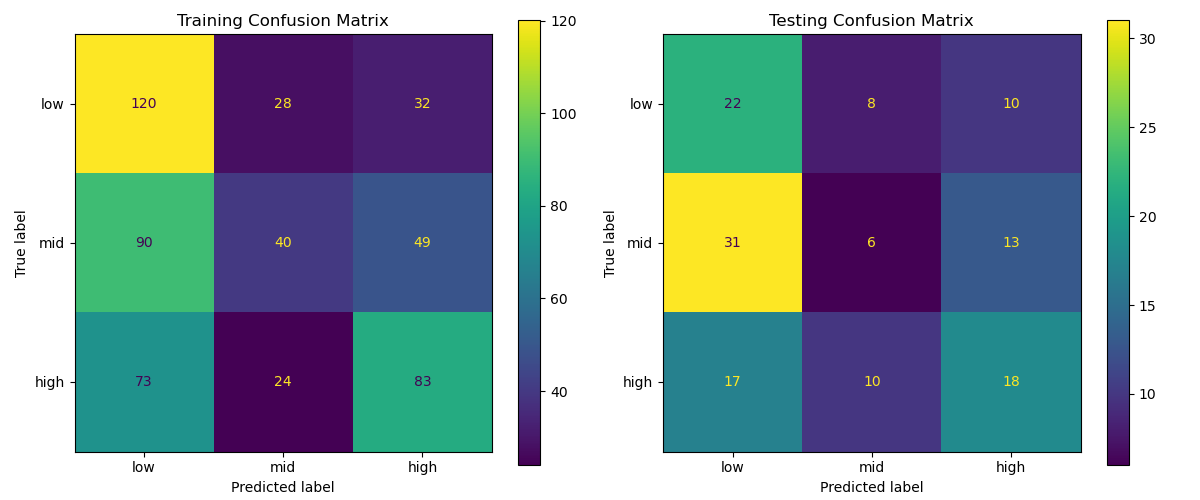 Training Confusion Matrix
True label
low
mid
high
120 28 32
90 40 49
73 24 83
low mid high
Predicted label
120
100
80
60
40
Testing Confusion Matrix
True label
low
mid
high
22 8 10
31 6 13
17 10 18
low mid high
Predicted label
30
25
20
15
10